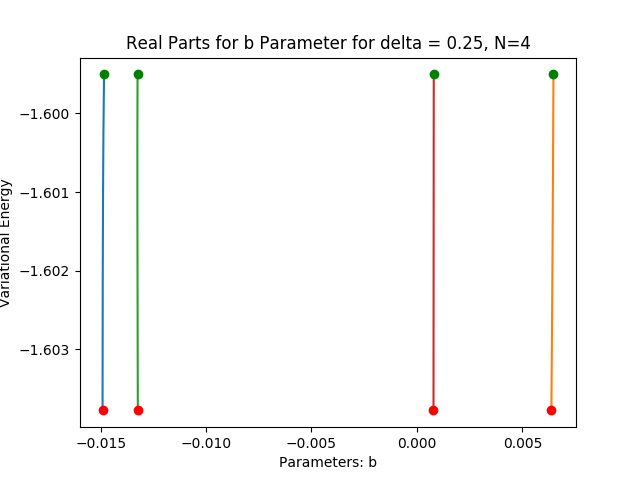 Real Parts for b Parameter for delta = 0.25, N=4
Variational Energy
−1.600
−1.601
−1.602
−1.603
−0.015 −0.010 −0.005 0.000 0.005
Parameters: b